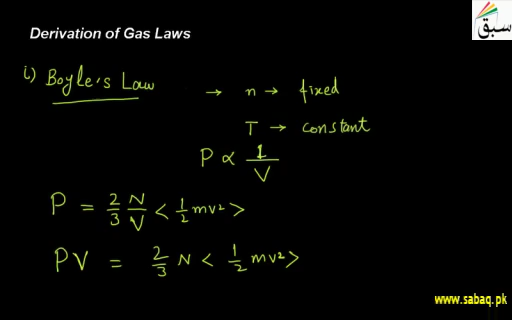 سبق
Derivation of Gas Laws
i) Boyle's Law → n → fixed
T → constant
P ∝ 1/V
P = 2/3 N/V < 1/2 mv² >
PV = 2/3 N < 1/2 mv² >
www.sabaq.pk